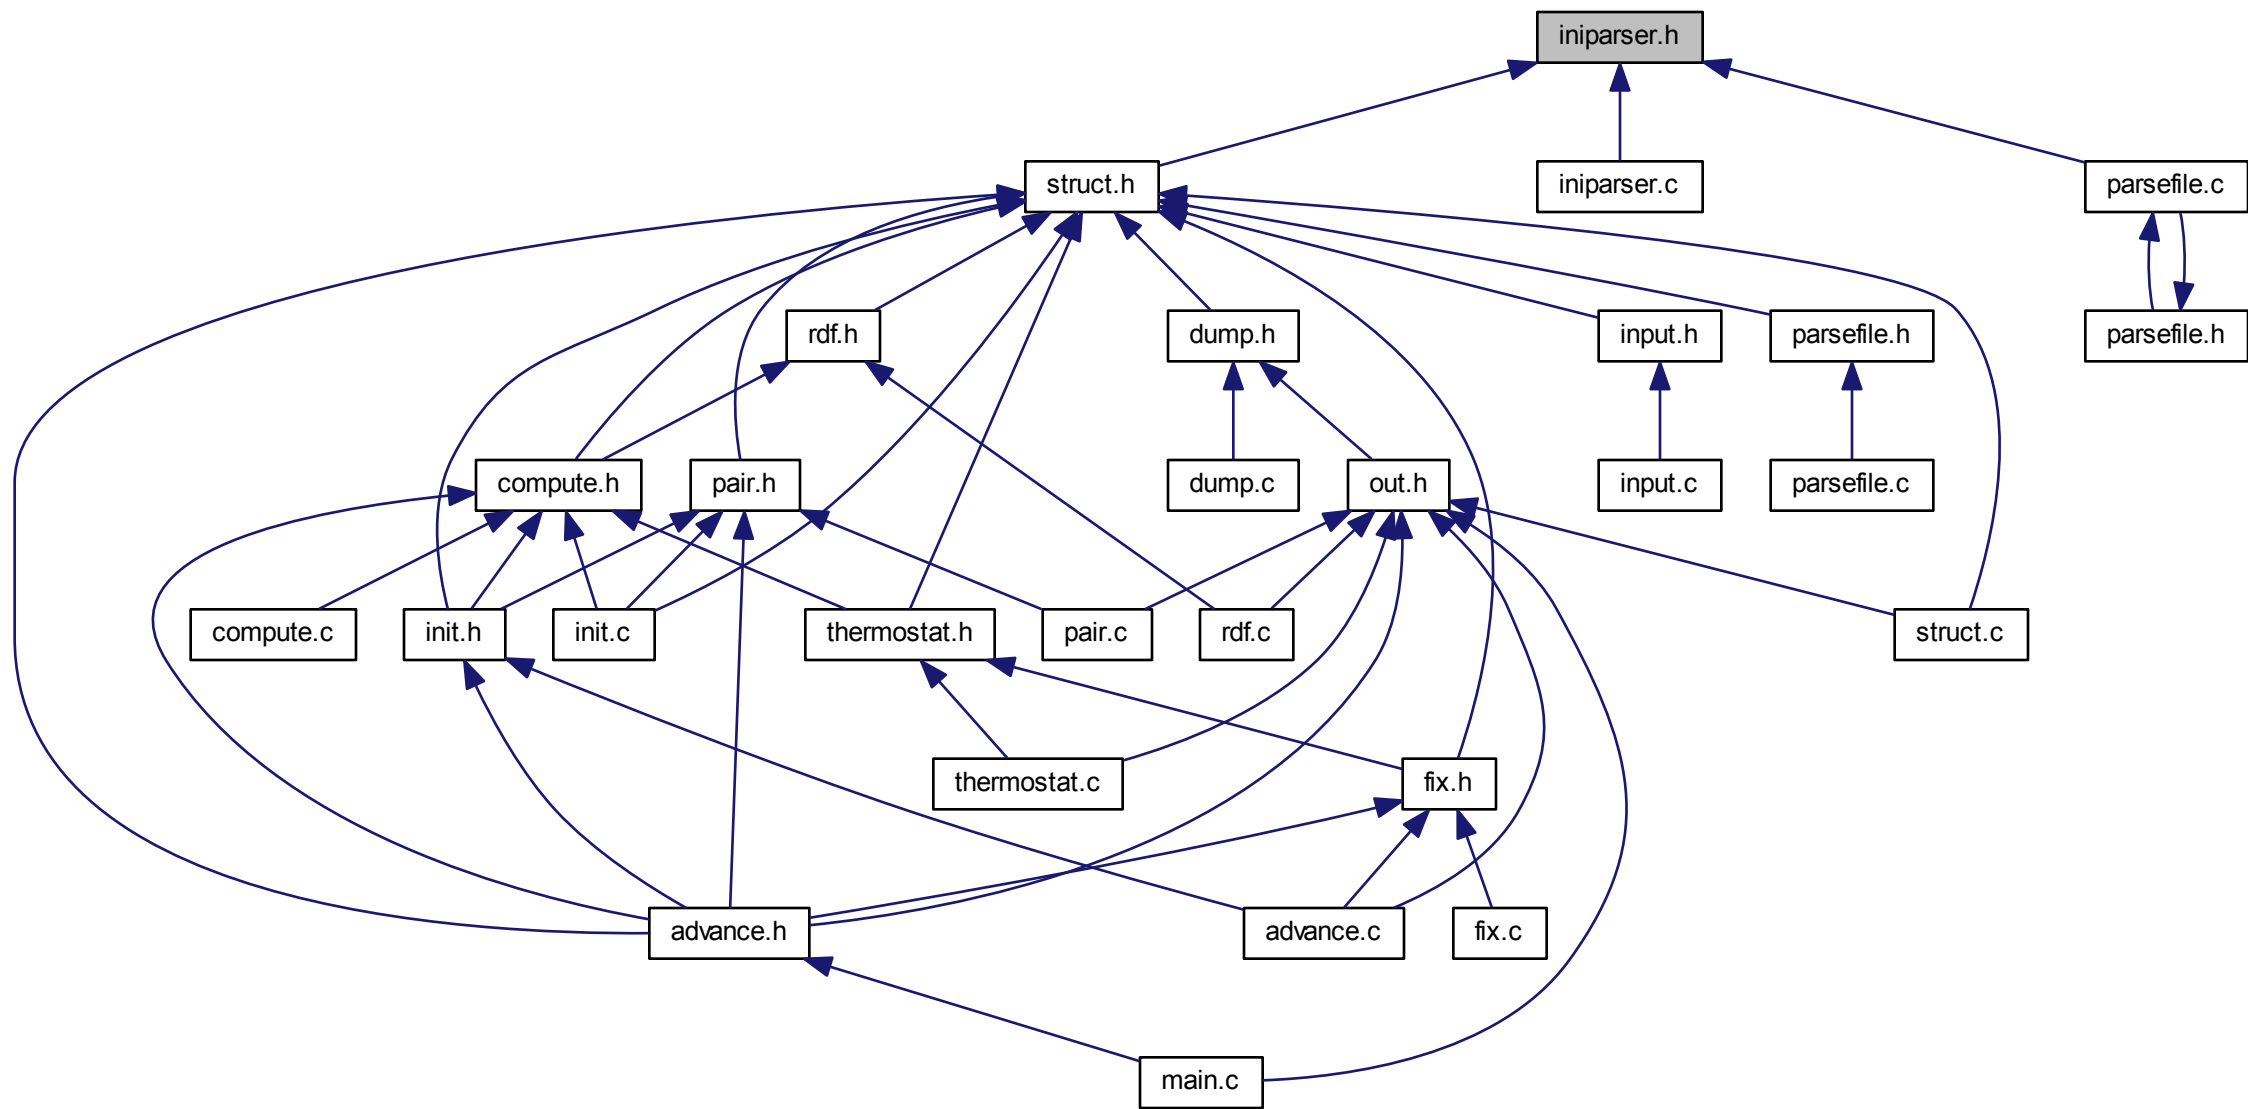 iniparser.h
struct.h
iniparser.c
parsefile.c
rdf.h
dump.h
input.h
parsefile.h
parsefile.h
compute.h
pair.h
dump.c
out.h
input.c
parsefile.c
compute.c
init.h
init.c
thermostat.h
pair.c
rdf.c
struct.c
thermostat.c
fix.h
advance.h
advance.c
fix.c
main.c